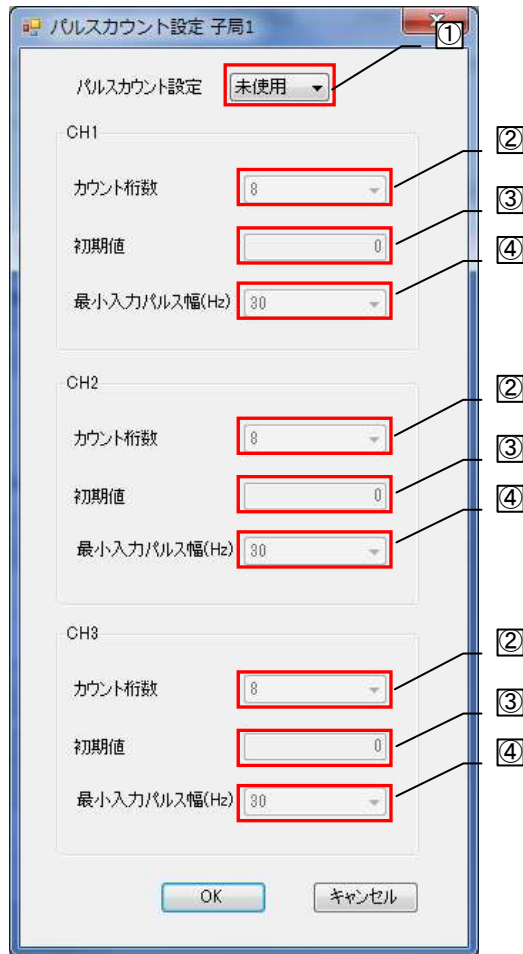 パルスカウント設定 子局1
①
パルスカウント設定 未使用
CH1
②
カウント桁数 8
③
初期値 0
④
最小入力パルス幅(Hz) 30
CH2
②
カウント桁数 8
③
初期値 0
④
最小入力パルス幅(Hz) 30
CH3
②
カウント桁数 8
③
初期値 0
④
最小入力パルス幅(Hz) 30
OK キャンセル